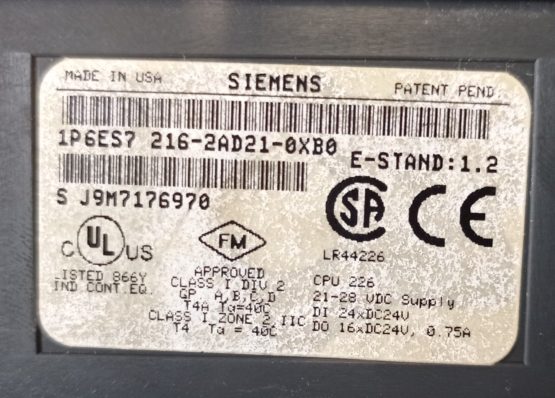 MADE IN USA SIEMENS PATENT PEND.
1P6ES7 216-2AD21-0XB0
E-STAND:1.2
S J9M7176970
SA CE
C UL US
FM
LR44226
LISTED 866Y
IND CONT.EQ.
APPROVED
CLASS I DIV 2
GP A,B,C,D
T4A Ta=40C
CLASS I ZONE 2 IIC
T4 Ta = 40C
CPU 226
21-28 VDC Supply
DI 24xDC24V
DO 16xDC24V, 0.75A